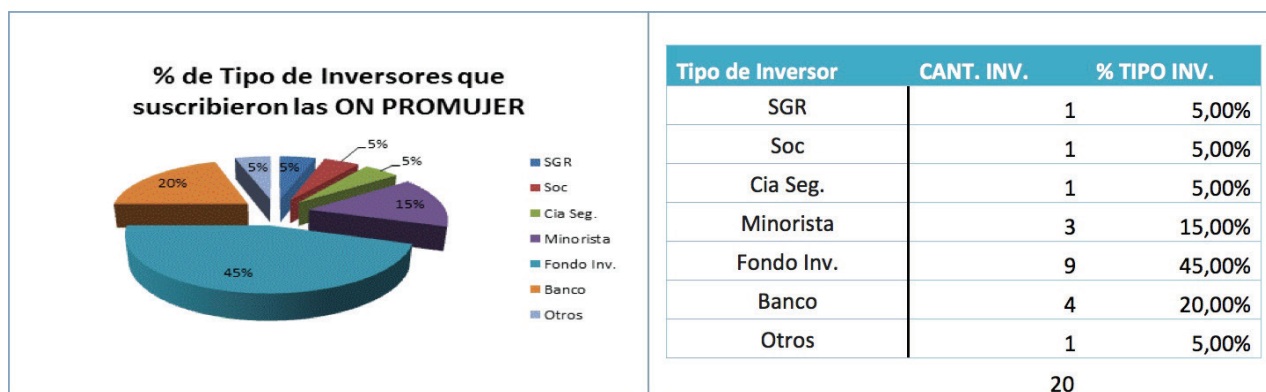 % de Tipo de Inversores que
suscribieron las ON PROMUJER
5%
5%
5%
5%
20%
15%
45%
SGR
Soc
Cia Seg.
Minorista
Fondo Inv.
Banco
Otros
Tipo de Inversor CANT. INV. % TIPO INV.
SGR 1 5,00%
Soc 1 5,00%
Cia Seg. 1 5,00%
Minorista 3 15,00%
Fondo Inv. 9 45,00%
Banco 4 20,00%
Otros 1 5,00%
20